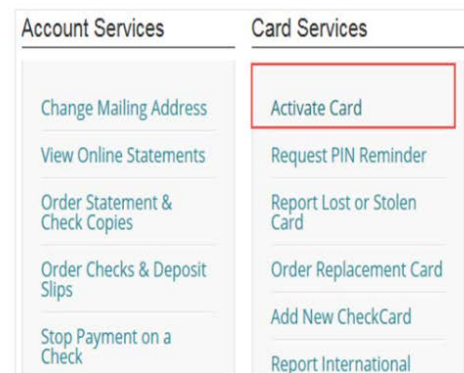 Account Services
Change Mailing Address
View Online Statements
Order Statement &
Check Copies
Order Checks & Deposit
Slips
Stop Payment on a
Check
Card Services
Activate Card
Request PIN Reminder
Report Lost or Stolen
Card
Order Replacement Card
Add New CheckCard
Report International